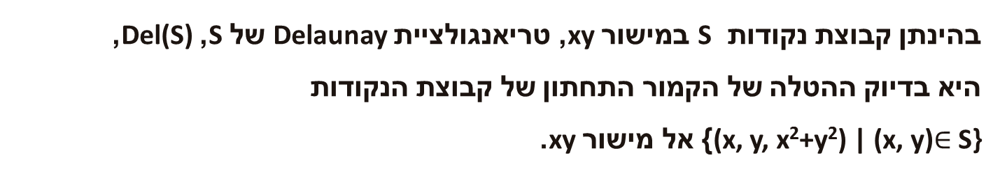 בהינתן קבוצת נקודות S במישור xy, טריאנגולציית Delaunay של S, Del(S),
היא בדיוק ההטלה של הקמור התחתון של קבוצת הנקודות
{(x, y, x²+y²) | (x, y)∈ S} אל מישור xy.